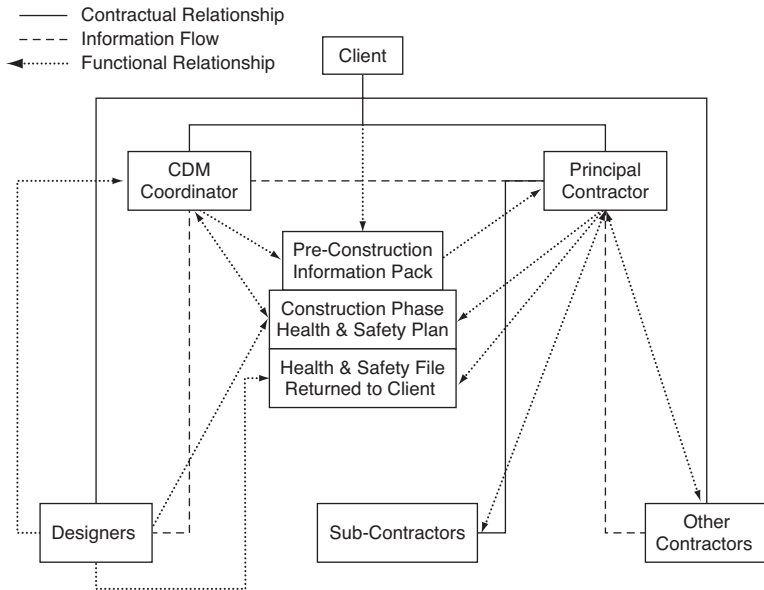 Contractual Relationship
Information Flow
Functional Relationship
Client
CDM
Coordinator
Principal
Contractor
Pre-Construction
Information Pack
Construction Phase
Health & Safety Plan
Health & Safety File
Returned to Client
Designers
Sub-Contractors
Other
Contractors